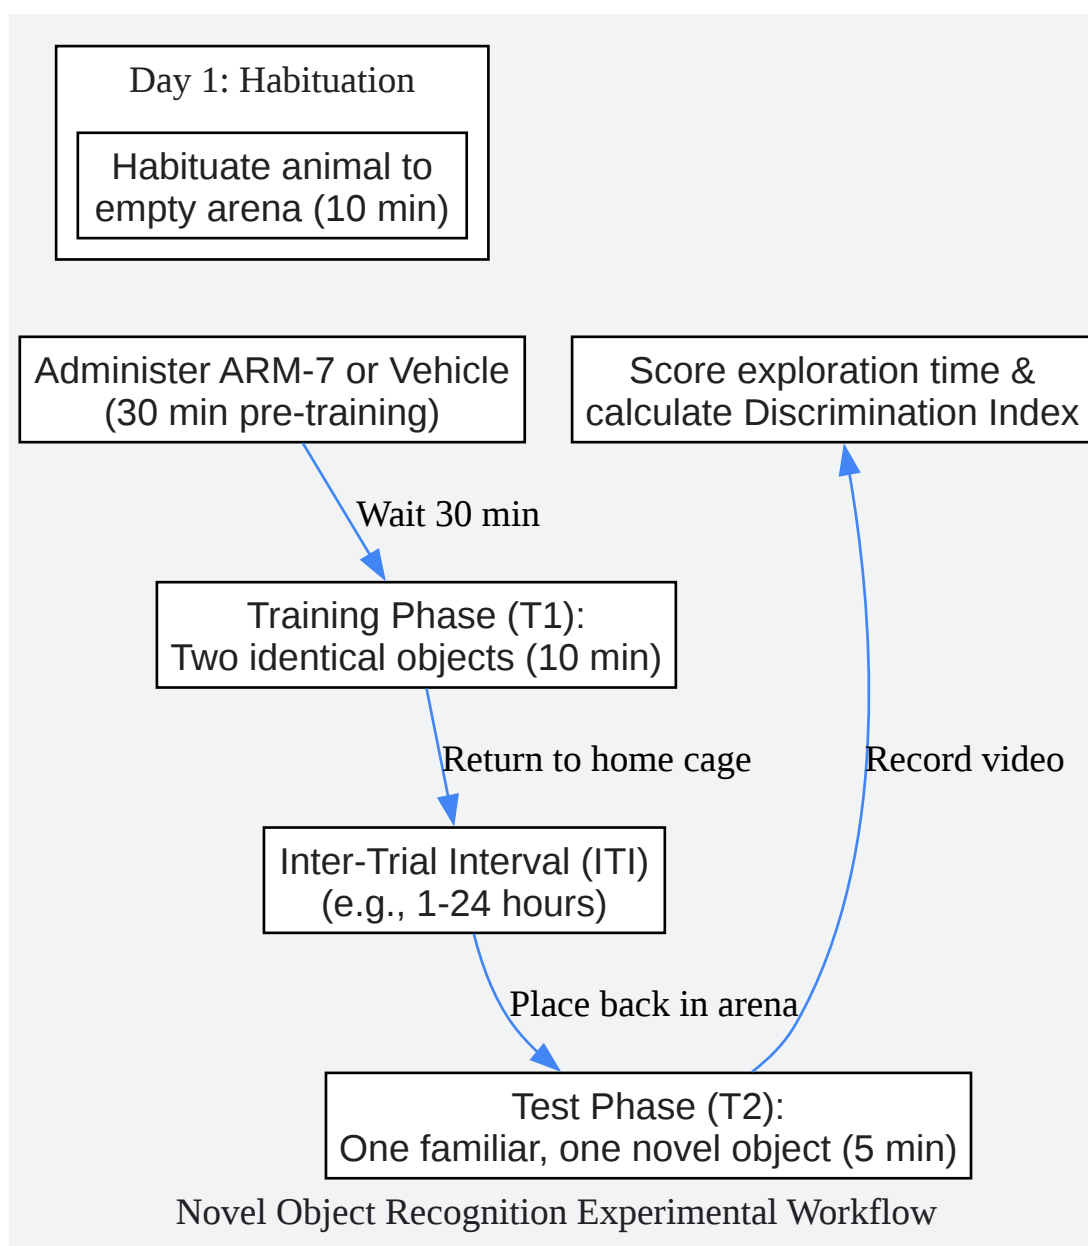 Day 1: Habituation
Habituate animal to
empty arena (10 min)
Administer ARM-7 or Vehicle
(30 min pre-training)
Score exploration time &
calculate Discrimination Index
Wait 30 min
Training Phase (T1):
Two identical objects (10 min)
Return to home cage
Record video
Inter-Trial Interval (ITI)
(e.g., 1-24 hours)
Place back in arena
Test Phase (T2):
One familiar, one novel object (5 min)
Novel Object Recognition Experimental Workflow